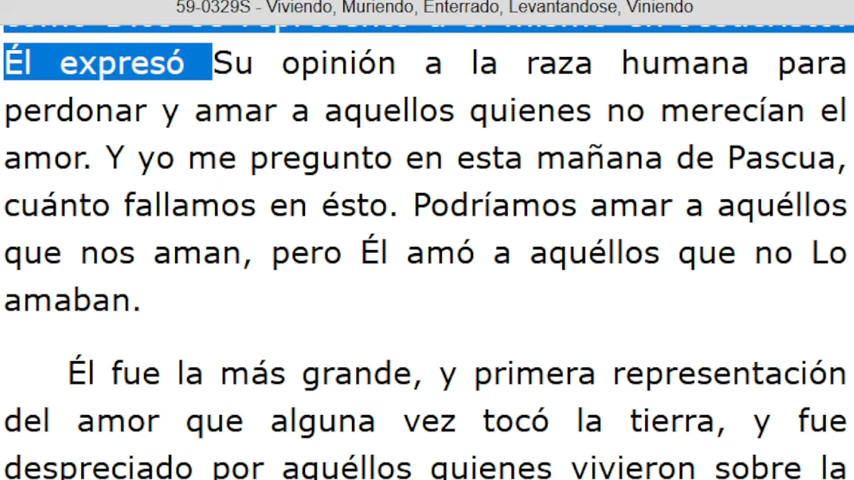 59-0329S - Viviendo, Muriendo, Enterrado, Levantandose, Viniendo
Él expresó Su opinión a la raza humana para
perdonar y amar a aquellos quienes no merecían el
amor. Y yo me pregunto en esta mañana de Pascua,
cuánto fallamos en ésto. Podríamos amar a aquéllos
que nos aman, pero Él amó a aquéllos que no Lo
amaban.
Él fue la más grande, y primera representación
del amor que alguna vez tocó la tierra, y fue
despreciado por aquéllos quienes vivieron sobre la